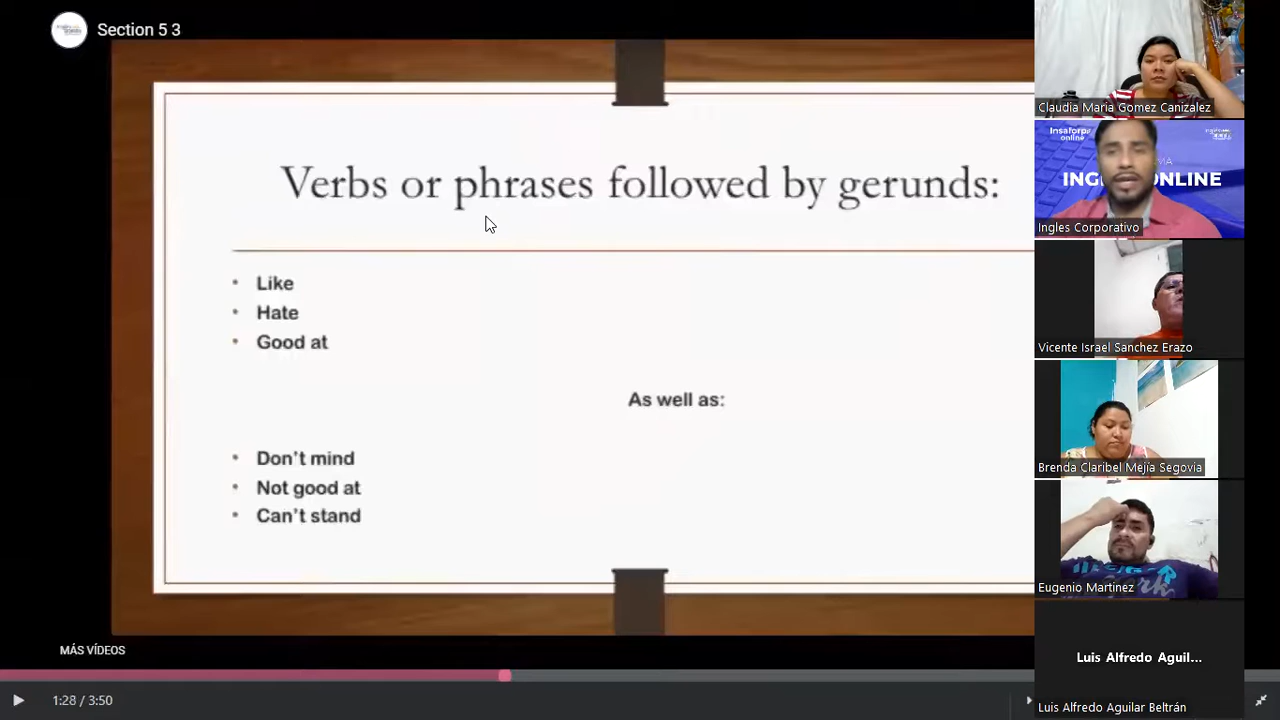 Section 5 3
Verbs or phrases followed by gerunds:
• Like
• Hate
• Good at
As well as:
• Don't mind
• Not good at
• Can't stand
MÁS VÍDEOS
1:28 / 3:50
Claudia Maria Gomez Canizalez
Insaforp
online
INGLES ONLINE
Ingles Corporativo
Vicente Israel Sanchez Erazo
Brenda Claribel Mejia Segovia
Eugenio Martinez
Luis Alfredo Aguil...
Luis Alfredo Aguilar Beltrán